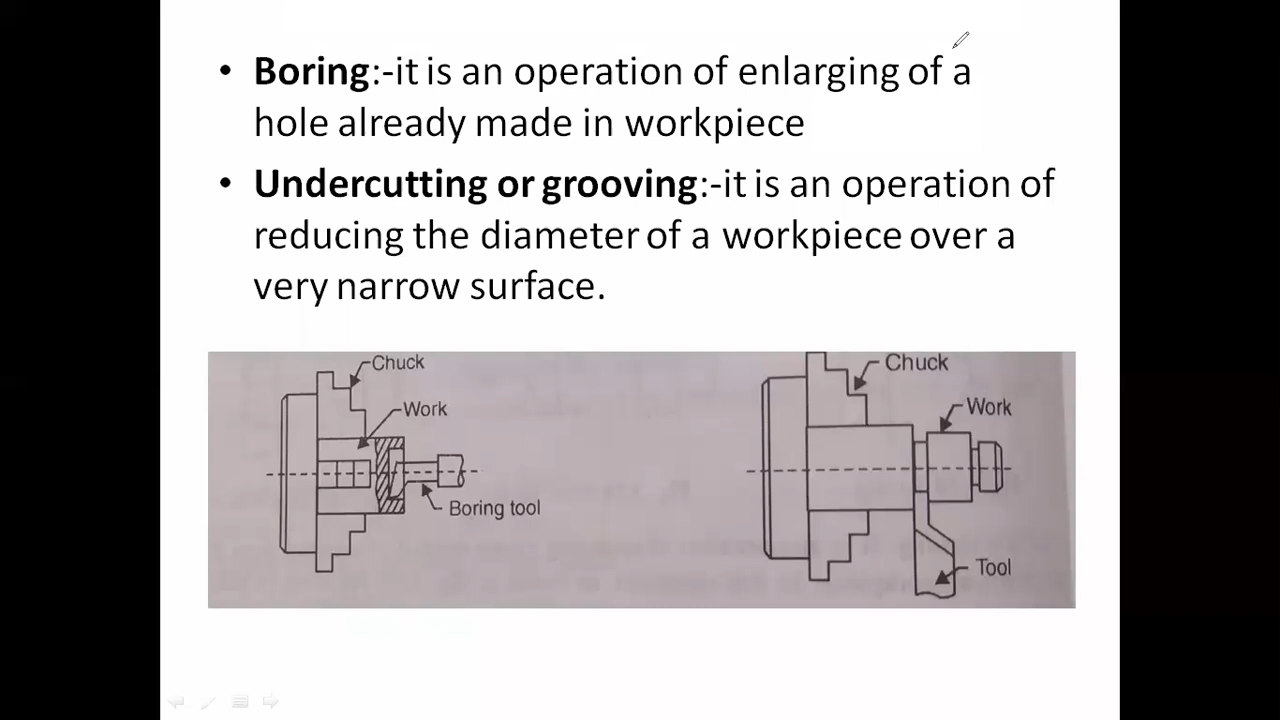 • Boring:-it is an operation of enlarging of a
hole already made in workpiece
• Undercutting or grooving:-it is an operation of
reducing the diameter of a workpiece over a
very narrow surface.
Chuck
Work
Boring tool
Chuck
Work
Tool